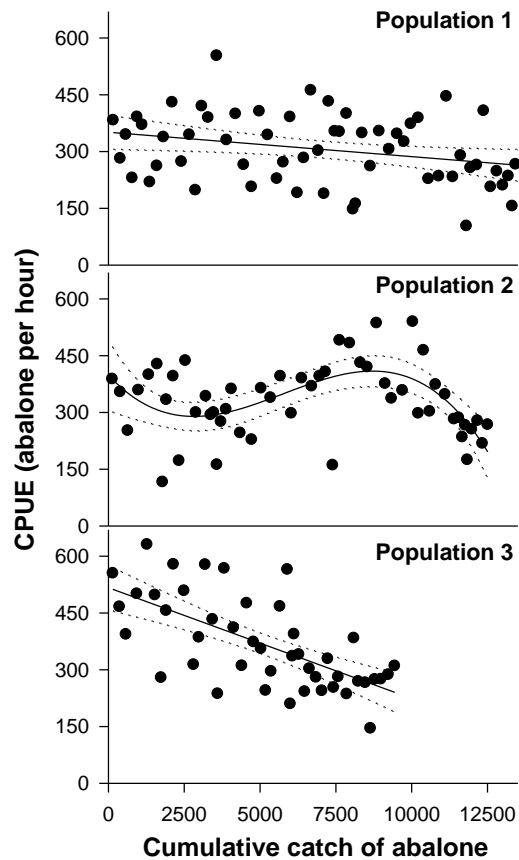 Population 1
600
450
300
150
0
Population 2
600
450
300
150
0
Population 3
600
450
300
150
0
CPUE (abalone per hour)
0 2500 5000 7500 10000 12500
Cumulative catch of abalone